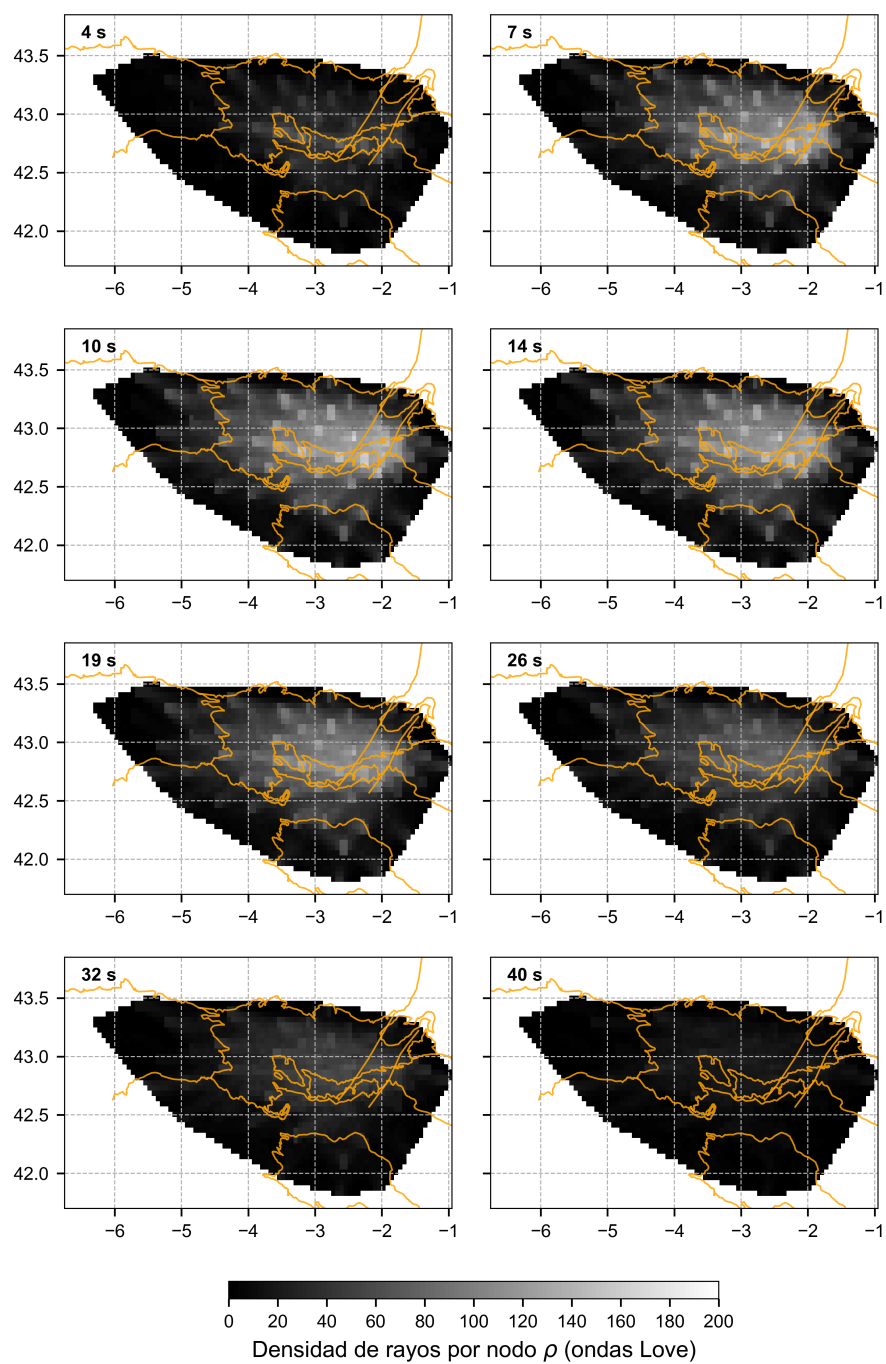 4 s
7 s
43.5
43.0
42.5
42.0
−6 −5 −4 −3 −2 −1
−6 −5 −4 −3 −2 −1
10 s
14 s
43.5
43.0
42.5
42.0
−6 −5 −4 −3 −2 −1
−6 −5 −4 −3 −2 −1
19 s
26 s
43.5
43.0
42.5
42.0
−6 −5 −4 −3 −2 −1
−6 −5 −4 −3 −2 −1
32 s
40 s
43.5
43.0
42.5
42.0
−6 −5 −4 −3 −2 −1
−6 −5 −4 −3 −2 −1
0 20 40 60 80 100 120 140 160 180 200
Densidad de rayos por nodo ρ (ondas Love)